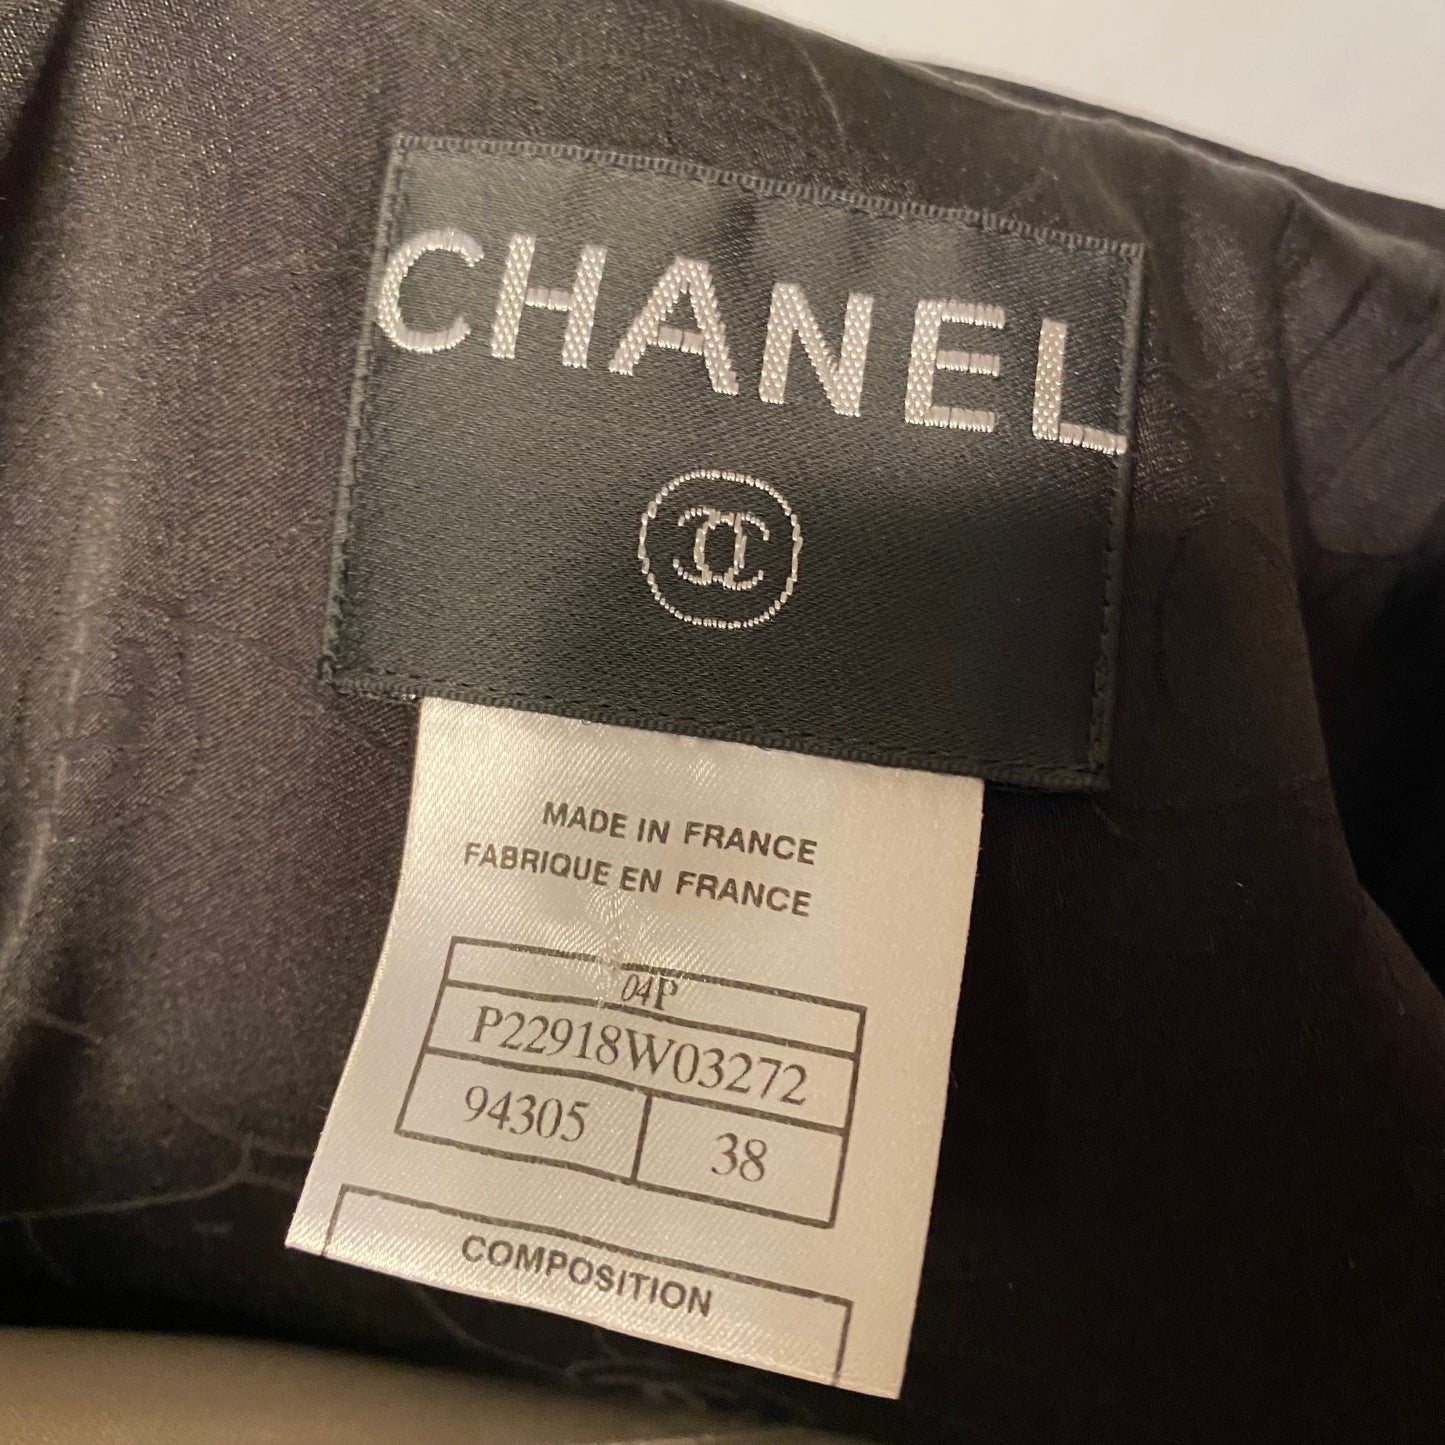 CHANEL
MADE IN FRANCE
FABRIQUE EN FRANCE
04P
P22918W03272
94305 38
COMPOSITION